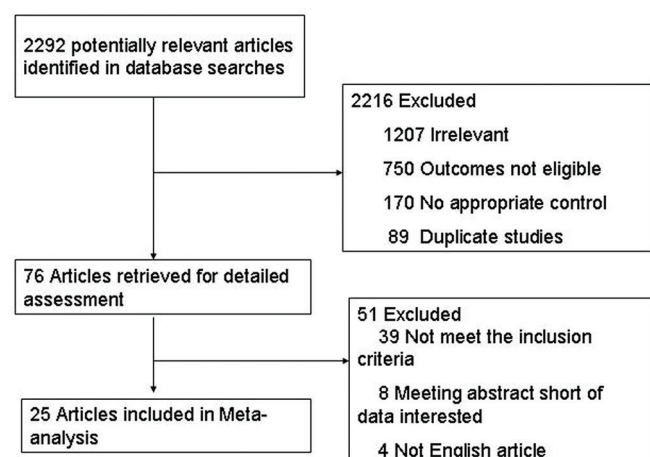 2292 potentially relevant articles
identified in database searches
2216 Excluded
1207 Irrelevant
750 Outcomes not eligible
170 No appropriate control
89 Duplicate studies
76 Articles retrieved for detailed
assessment
51 Excluded
39 Not meet the inclusion
criteria
8 Meeting abstract short of
data interested
4 Not English article
25 Articles included in Meta-
analysis